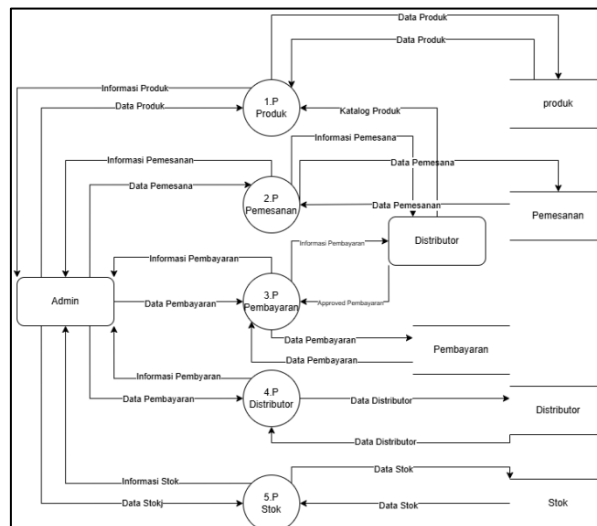 Data Produk
Data Produk
Informasi Produk
1.P
Produk
produk
Data Produk
Katalog Produk
Informasi Pemesana
Informasi Pemesanan
Data Pemesana
2.P
Pemesanan
Data Pemesana
Data Pemesanan
Pemesanan
Distributor
Informasi Pembayaran
Informasi Pembayaran
Admin
3.P
Pembayaran
Data Pembayaran
Approved Pembayaran
Data Pembayaran
Data Pembayaran
Pembayaran
Informasi Pembyaran
4.P
Distributor
Data Pembayaran
Data Distributor
Distributor
Data Distributor
Informasi Stok
Data Stok
5.P
Stok
Stok
Data Stokj
Data Stok